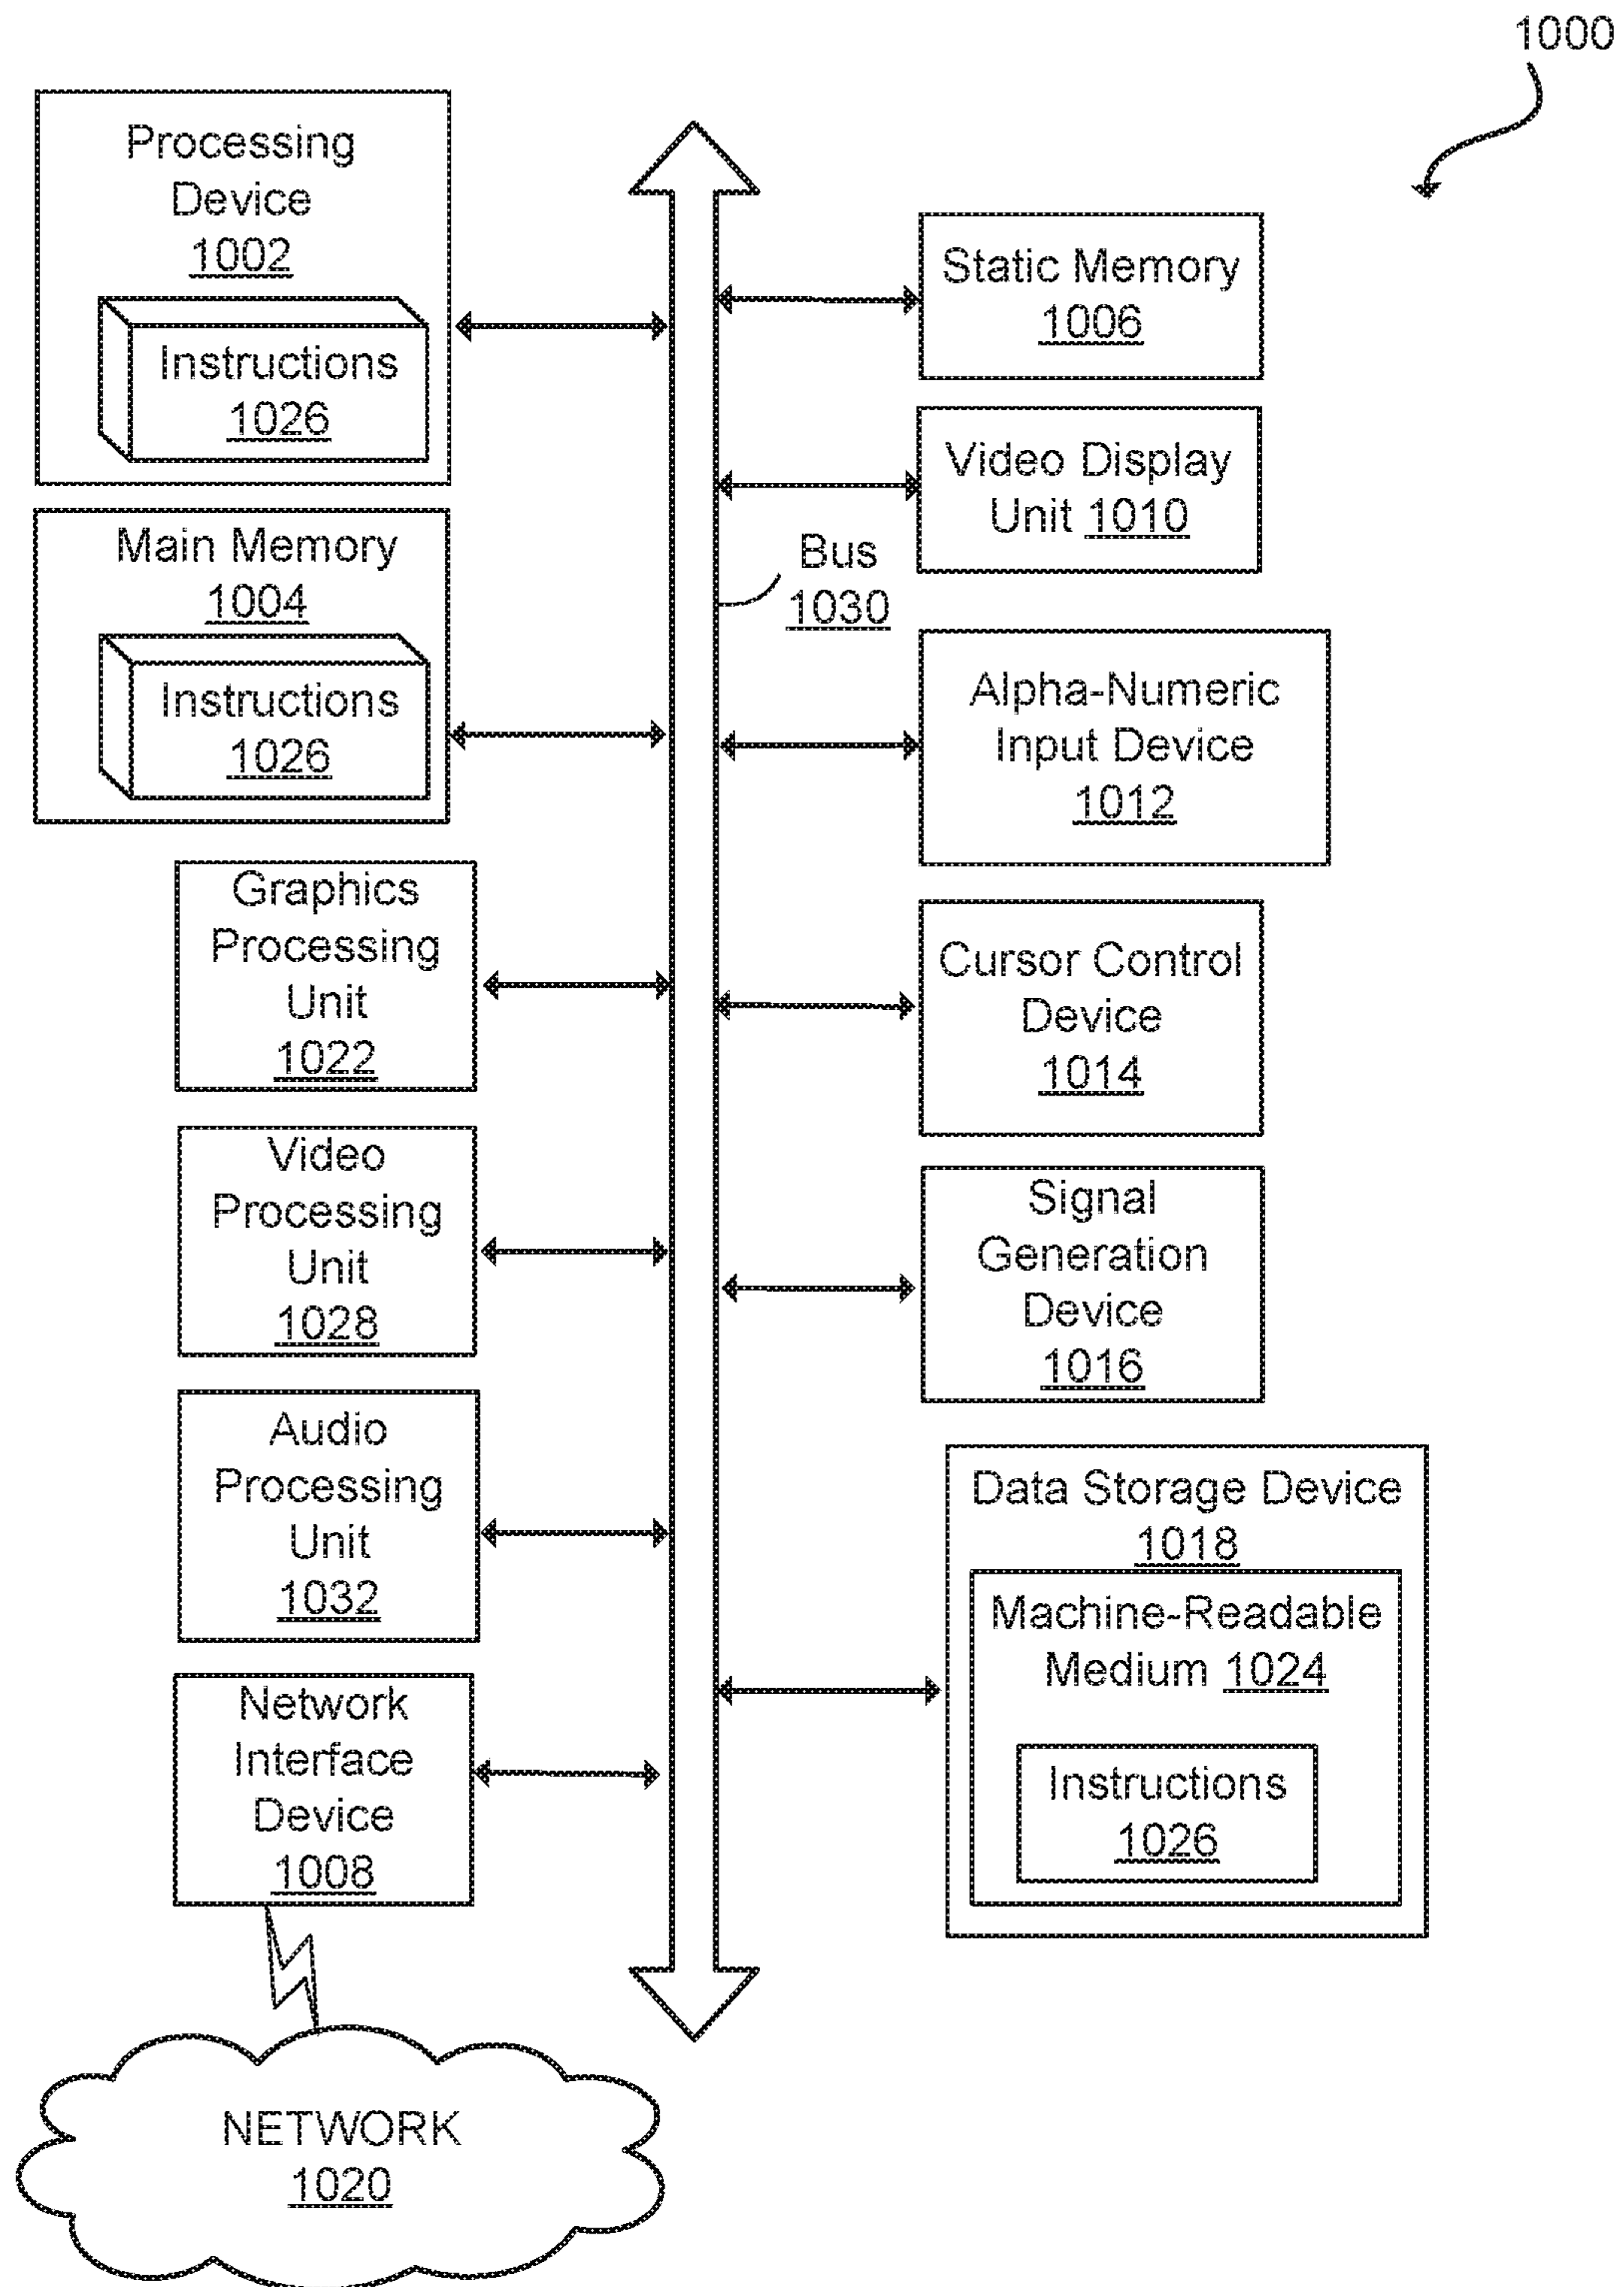 1000
Processing
Device
1002
Instructions
1026
Main Memory
1004
Instructions
1026
Graphics
Processing
Unit
1022
Video
Processing
Unit
1028
Audio
Processing
Unit
1032
Network
Interface
Device
1008
NETWORK
1020
Bus
1030
Static Memory
1006
Video Display
Unit 1010
Alpha-Numeric
Input Device
1012
Cursor Control
Device
1014
Signal
Generation
Device
1016
Data Storage Device
1018
Machine-Readable
Medium 1024
Instructions
1026